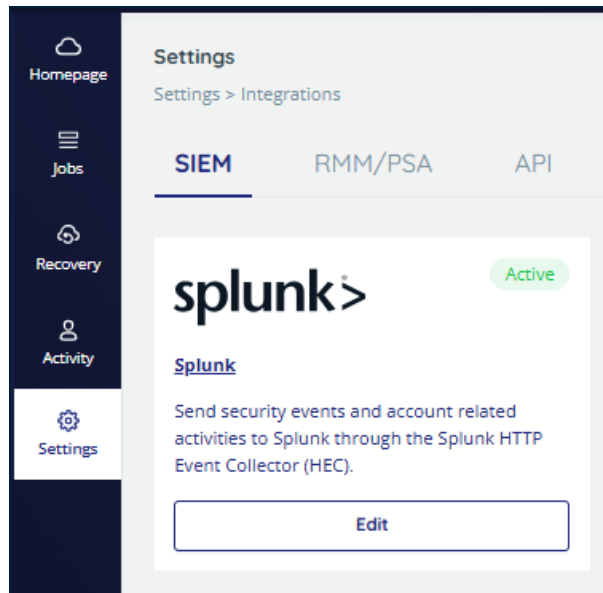 Homepage
Jobs
Recovery
Activity
Settings
Settings
Settings > Integrations
SIEM RMM/PSA API
splunk>
Active
Splunk
Send security events and account related
activities to Splunk through the Splunk HTTP
Event Collector (HEC).
Edit